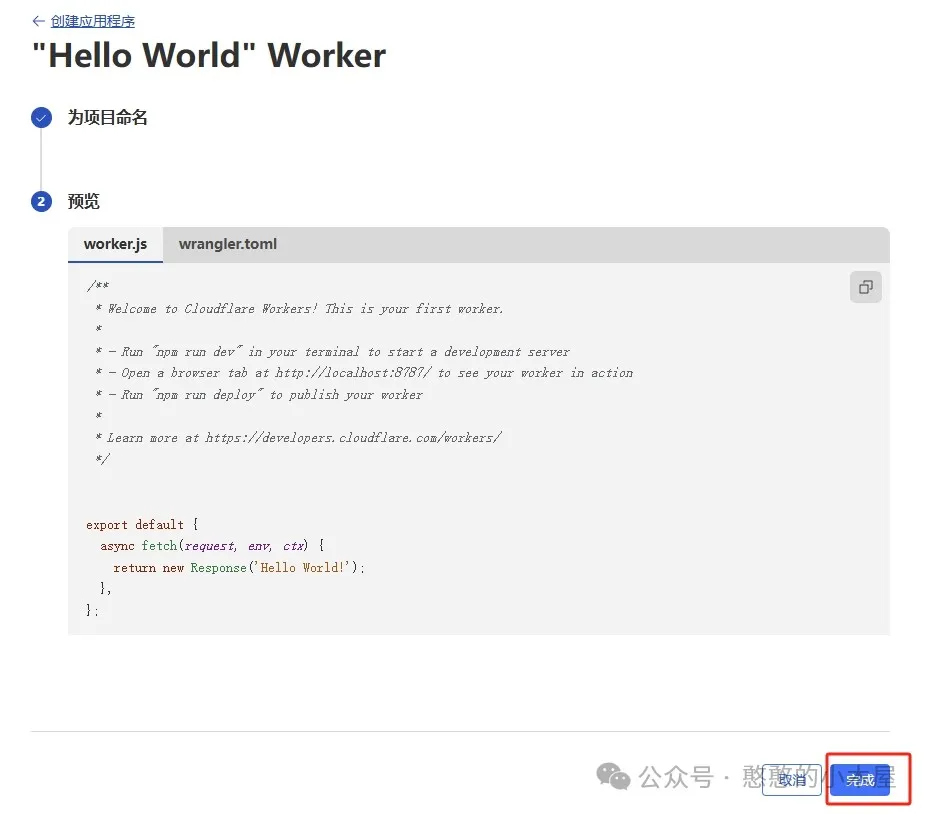 ← 创建应用程序
"Hello World" Worker
为项目命名
2 预览
worker.js wrangler.toml
/**
 * Welcome to Cloudflare Workers! This is your first worker.
 *
 * - Run "npm run dev" in your terminal to start a development server
 * - Open a browser tab at http://localhost:8787/ to see your worker in action
 * - Run "npm run deploy" to publish your worker
 *
 * Learn more at https://developers.cloudflare.com/workers/
 */
export default {
  async fetch(request, env, ctx) {
    return new Response('Hello World!');
  },
};
公众号 · 憨憨的小木屋
取消 完成